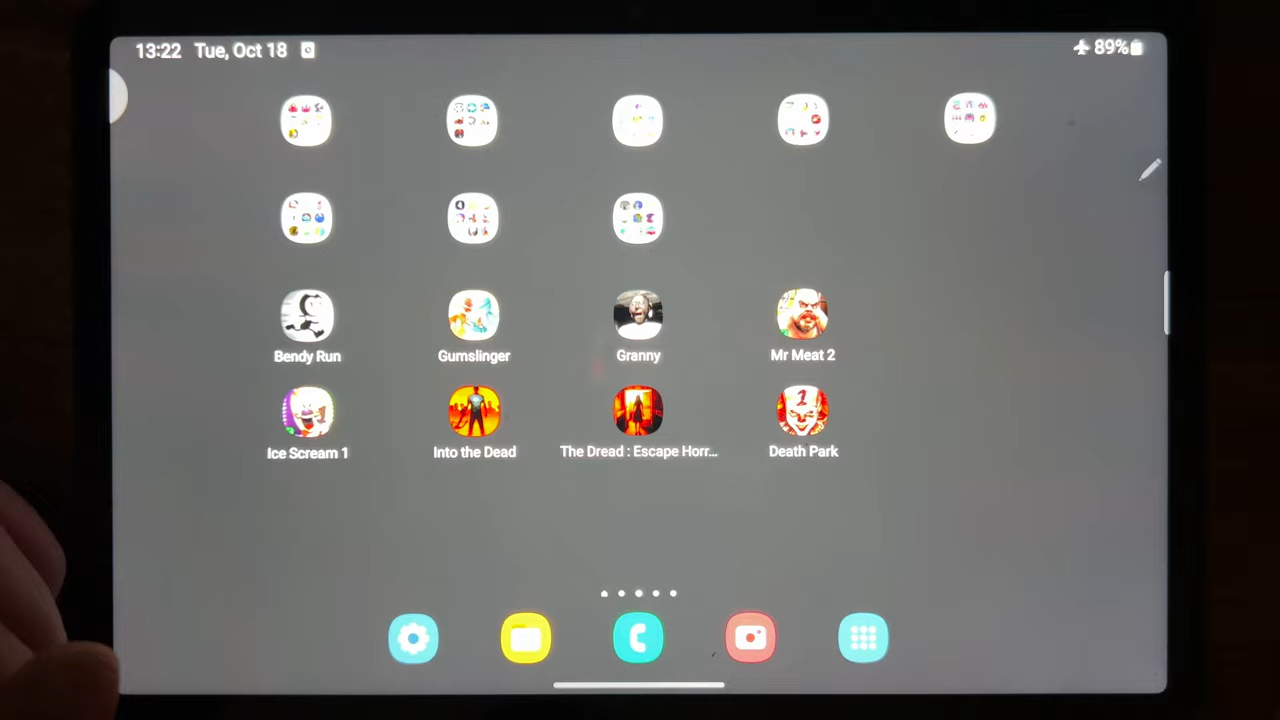 13:22 Tue, Oct 18
89%
Bendy Run
Gumslinger
Granny
Mr Meat 2
Ice Scream 1
Into the Dead
The Dread : Escape Horr...
Death Park